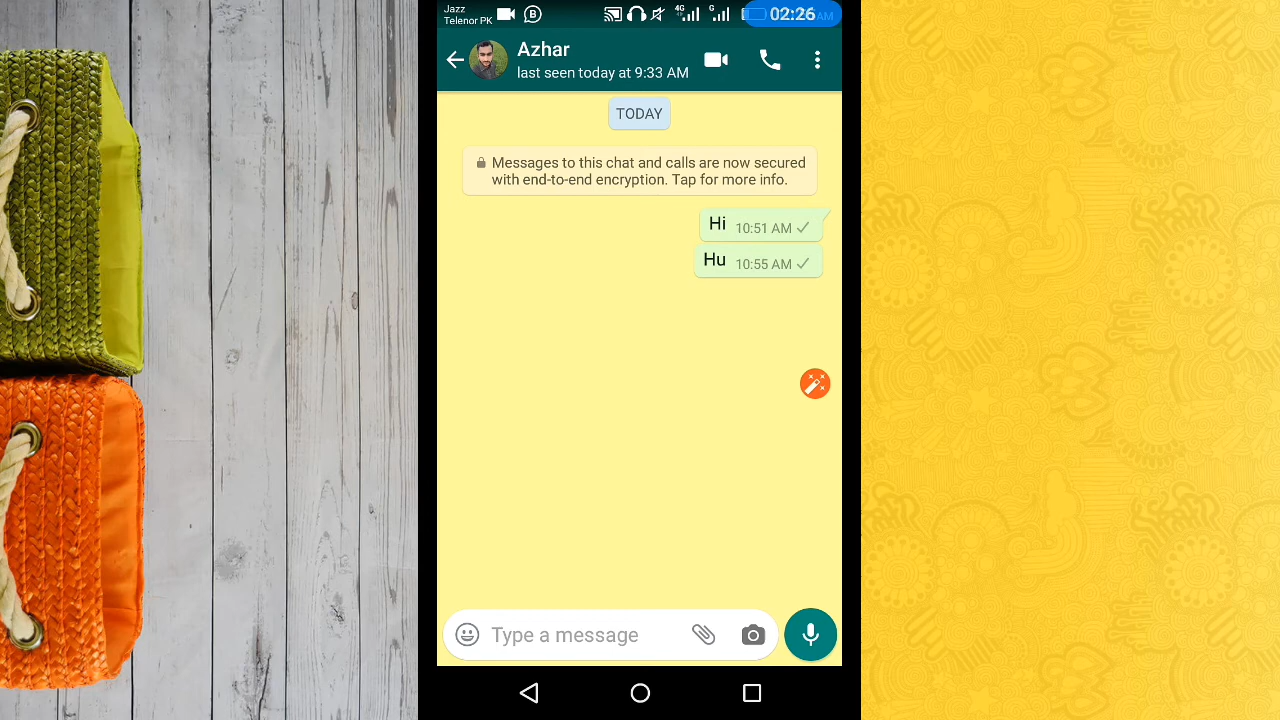 Jazz
Telenor PK
4G
G
02:26
AM
Azhar
last seen today at 9:33 AM
TODAY
Messages to this chat and calls are now secured
with end-to-end encryption. Tap for more info.
Hi 10:51 AM
Hu 10:55 AM
Type a message